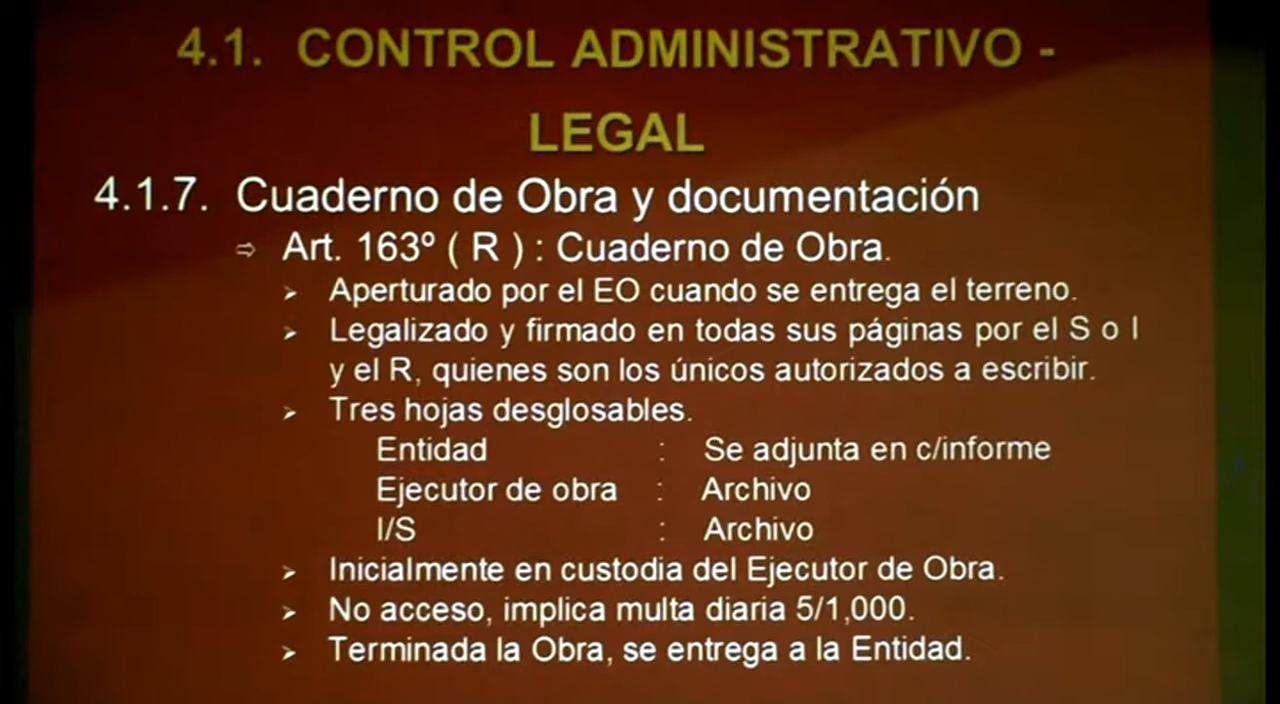 4.1. CONTROL ADMINISTRATIVO -
LEGAL
4.1.7. Cuaderno de Obra y documentación
⇨ Art. 163º ( R ) : Cuaderno de Obra.
➢ Aperturado por el EO cuando se entrega el terreno.
➢ Legalizado y firmado en todas sus páginas por el S o I
y el R, quienes son los únicos autorizados a escribir.
➢ Tres hojas desglosables.
Entidad : Se adjunta en c/informe
Ejecutor de obra : Archivo
I/S : Archivo
➢ Inicialmente en custodia del Ejecutor de Obra.
➢ No acceso, implica multa diaria 5/1,000.
➢ Terminada la Obra, se entrega a la Entidad.